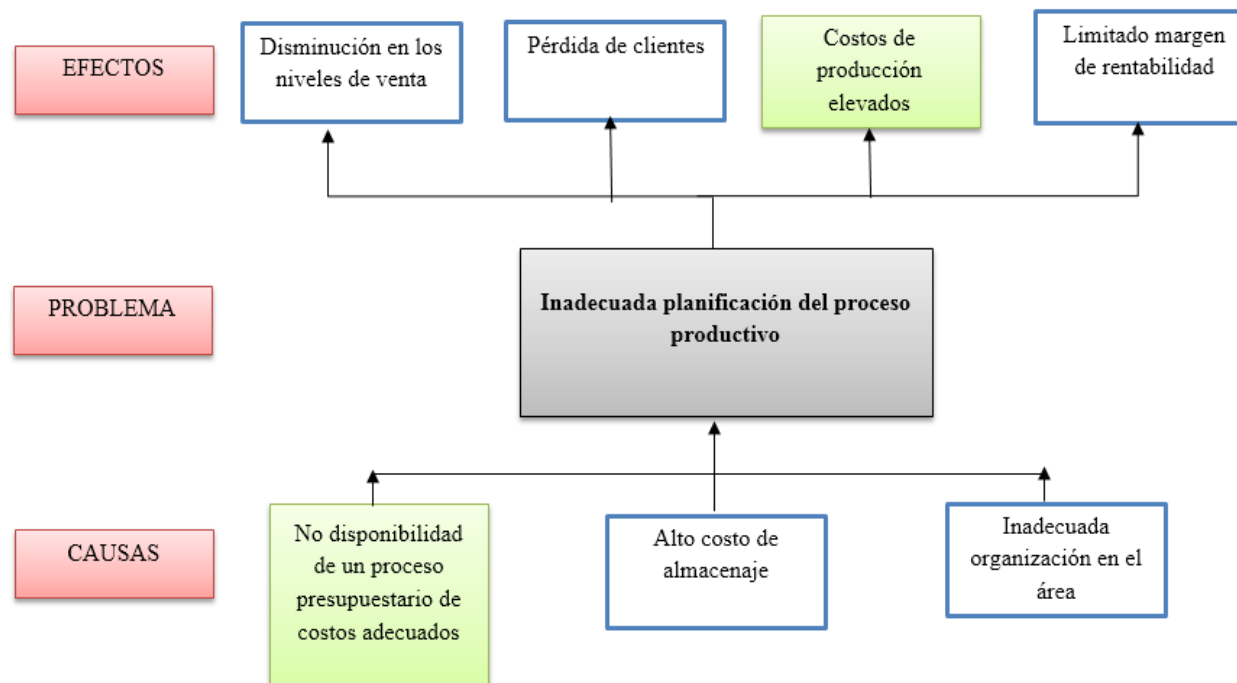 EFECTOS
Disminución en los
niveles de venta
Pérdida de clientes
Costos de
producción
elevados
Limitado margen
de rentabilidad
PROBLEMA
Inadecuada planificación del proceso
productivo
CAUSAS
No disponibilidad
de un proceso
presupuestario de
costos adecuados
Alto costo de
almacenaje
Inadecuada
organización en el
área